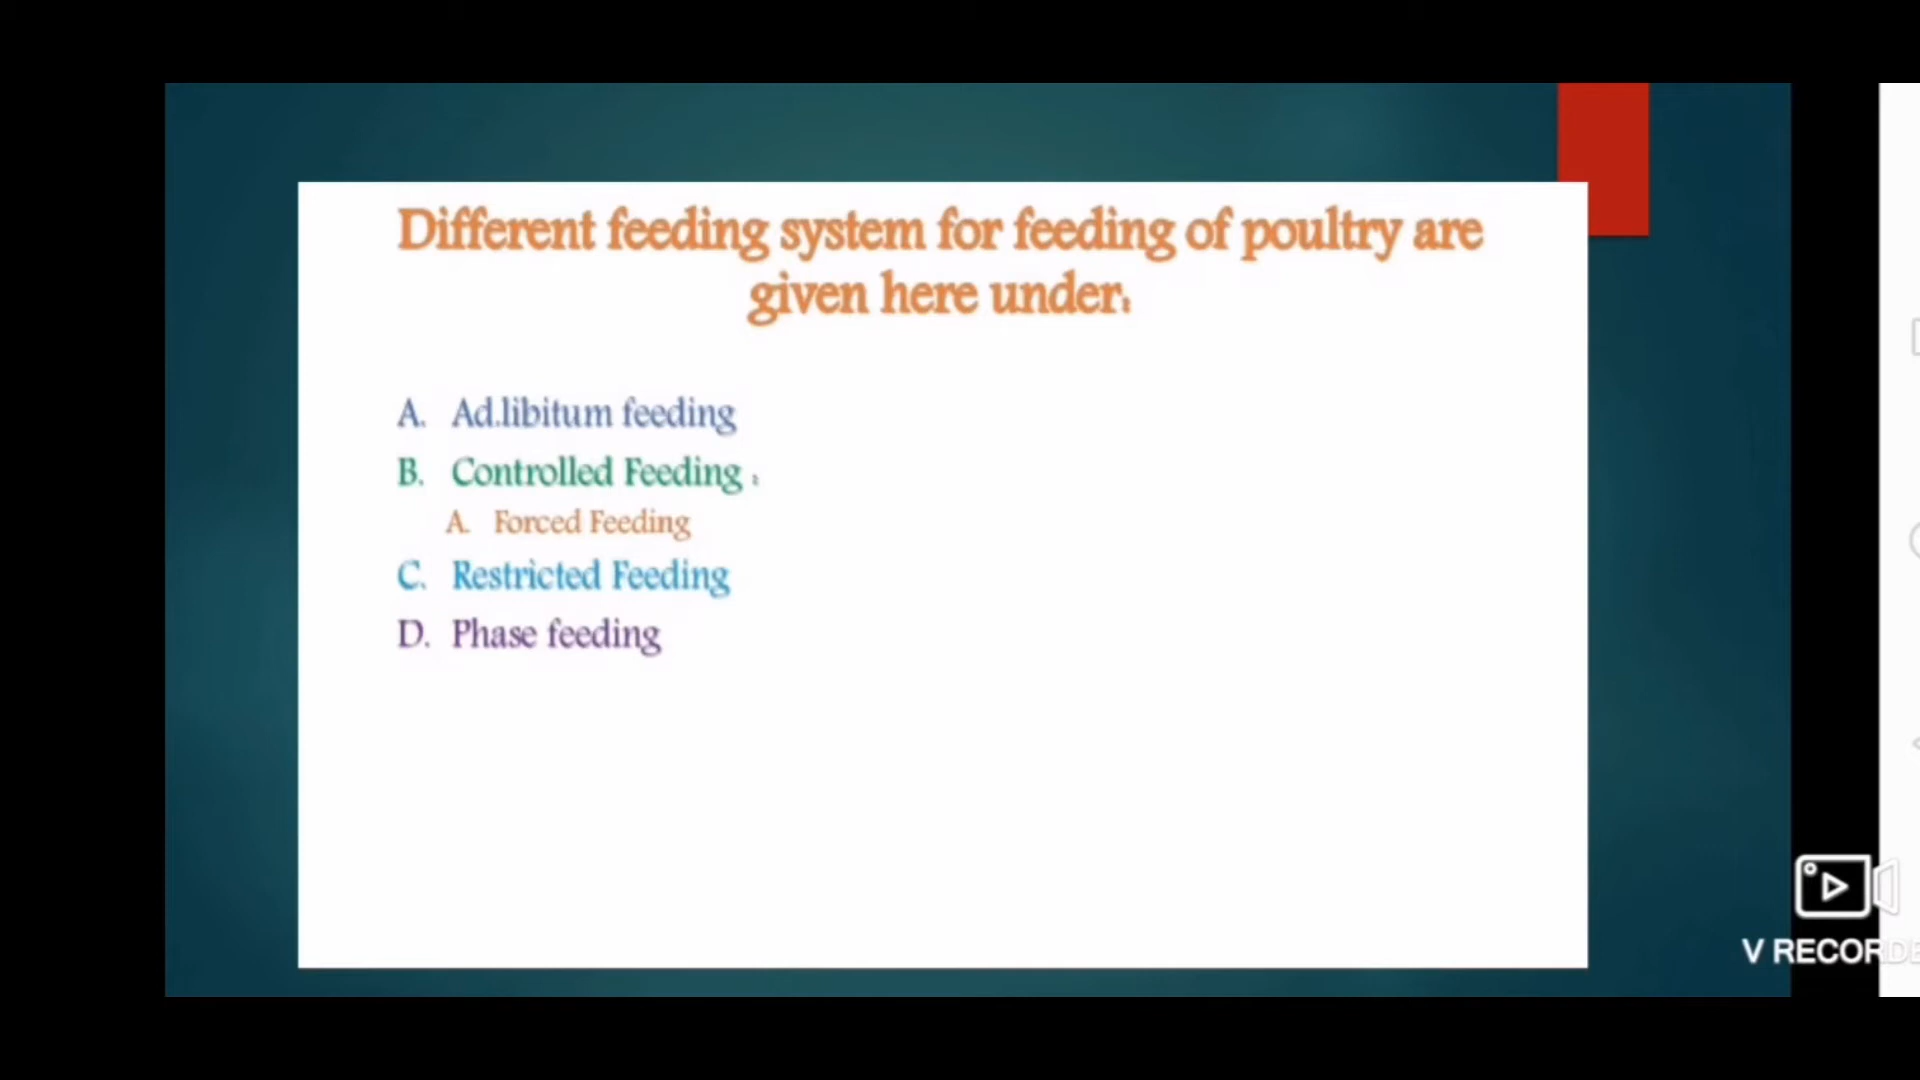 Different feeding system for feeding of poultry are
given here under:
A. Ad.libitum feeding
B. Controlled Feeding :
A. Forced Feeding
C. Restricted Feeding
D. Phase feeding
V RECORDE